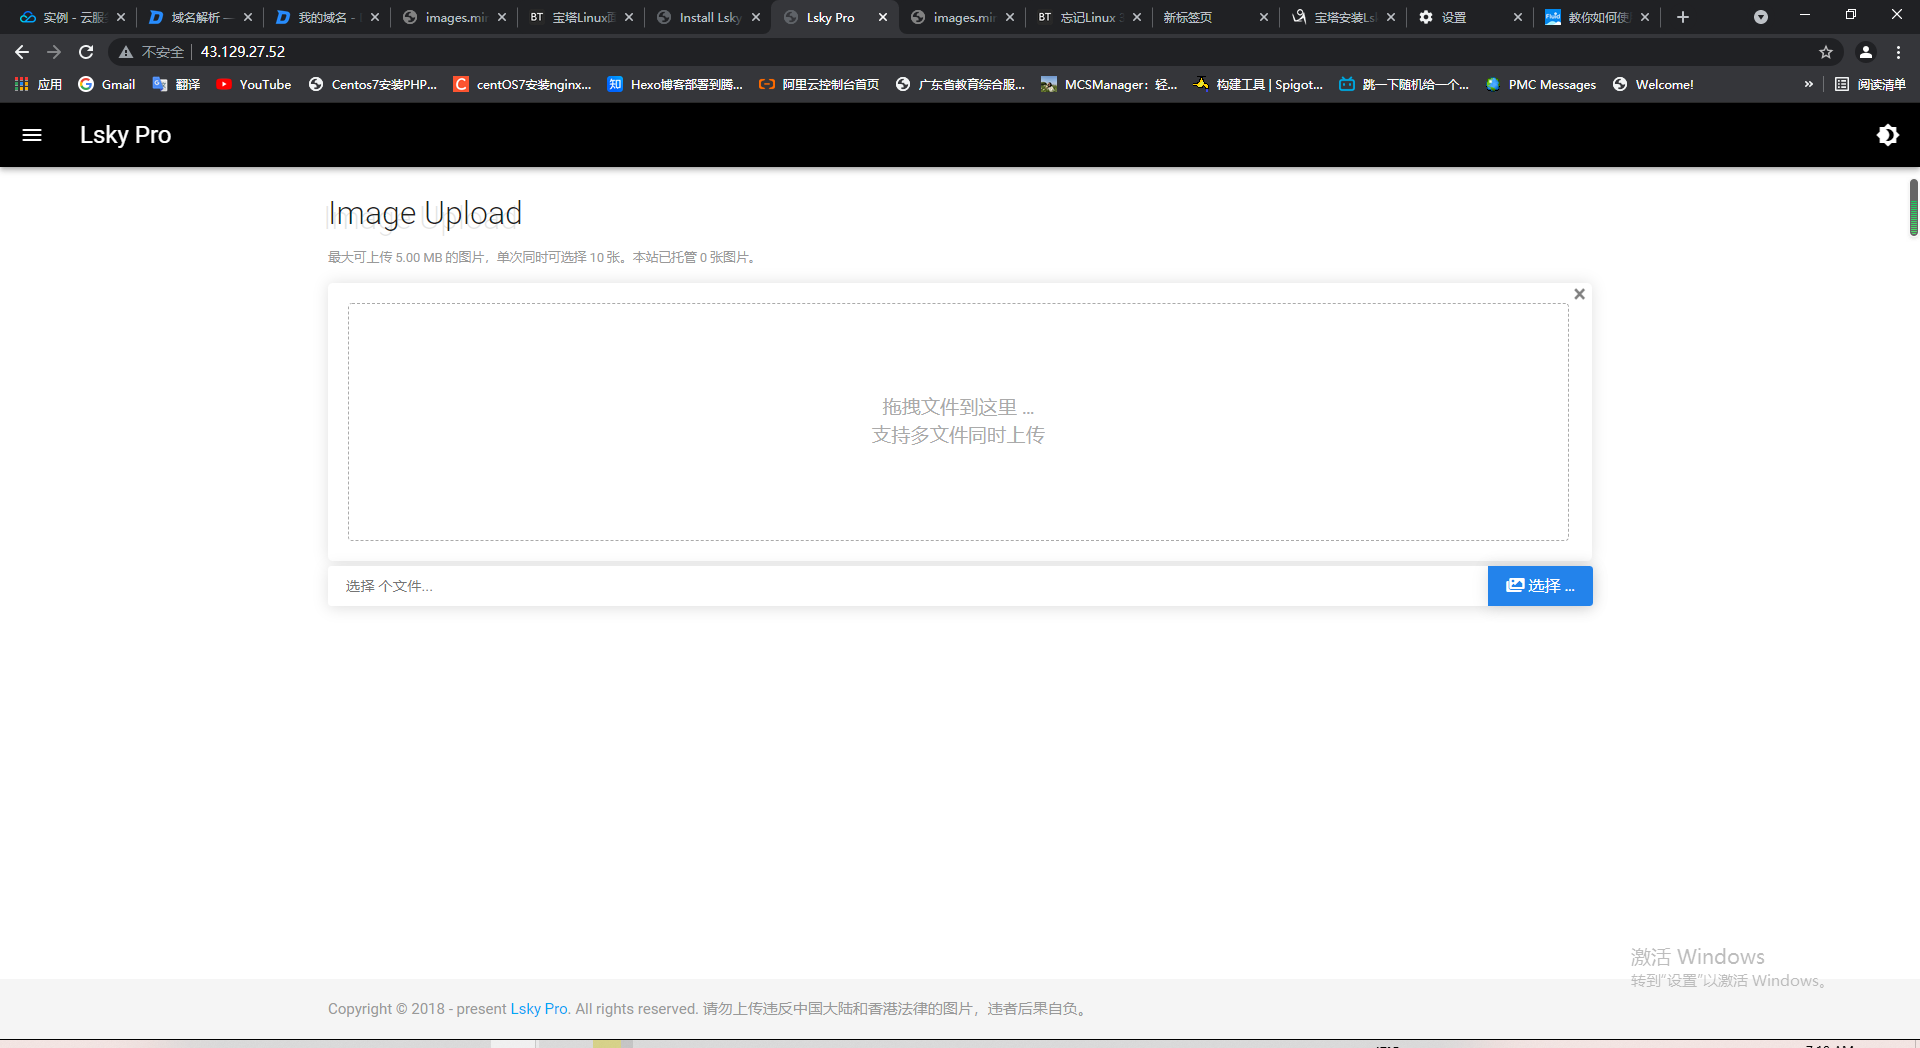 实例 - 云服
域名解析 —
我的域名 -
images.min
BT 宝塔Linux面
Install Lsky
Lsky Pro
images.min
BT 忘记Linux
新标签页
宝塔安装Ls
设置
教你如何使
不安全 43.129.27.52
应用
Gmail
翻译
YouTube
Centos7安装PHP...
centOS7安装nginx...
知 Hexo博客部署到腾...
阿里云控制台首页
广东省教育综合服...
MCSManager：轻...
构建工具 | Spigot...
跳一下随机给一个...
PMC Messages
Welcome!
»
阅读清单
Lsky Pro
Image Upload
最大可上传 5.00 MB 的图片，单次同时可选择 10 张。本站已托管 0 张图片。
拖拽文件到这里 ...
支持多文件同时上传
选择 个文件...
选择 ...
激活 Windows
转到"设置"以激活 Windows。
Copyright © 2018 - present Lsky Pro. All rights reserved. 请勿上传违反中国大陆和香港法律的图片，违者后果自负。